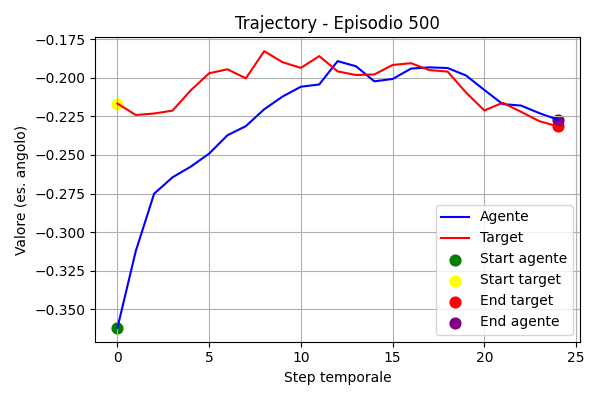 Trajectory - Episodio 500
Valore (es. angolo)
−0.175
−0.200
−0.225
−0.250
−0.275
−0.300
−0.325
−0.350
Agente
Target
Start agente
Start target
End target
End agente
0 5 10 15 20 25
Step temporale